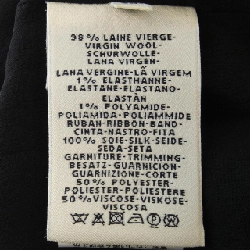 98% LAINE VIERGE-
VIRGIN WOOL-
SCHURWOLLE-
LANA VIRGEN-
LANA VERGINE-LÃ VIRGEM
1% ELASTHANNE-
ELASTANE-ELASTANO-
ELASTAN
1% POLYAMIDE-
POLIAMIDA-POLIAMMIDE
RUBAN-RIBBON-BAND-
CINTA-NASTRO-FITA
100% SOIE-SILK-SEIDE-
SEDA-SETA
GARNITURE-TRIMMING-
BESATZ-GUARNICION-
GUARNIZIONE-CORTE
50% POLYESTER-
POLIESTER-POLIESTERE
50% VISCOSE-VISKOSE-
VISCOSA